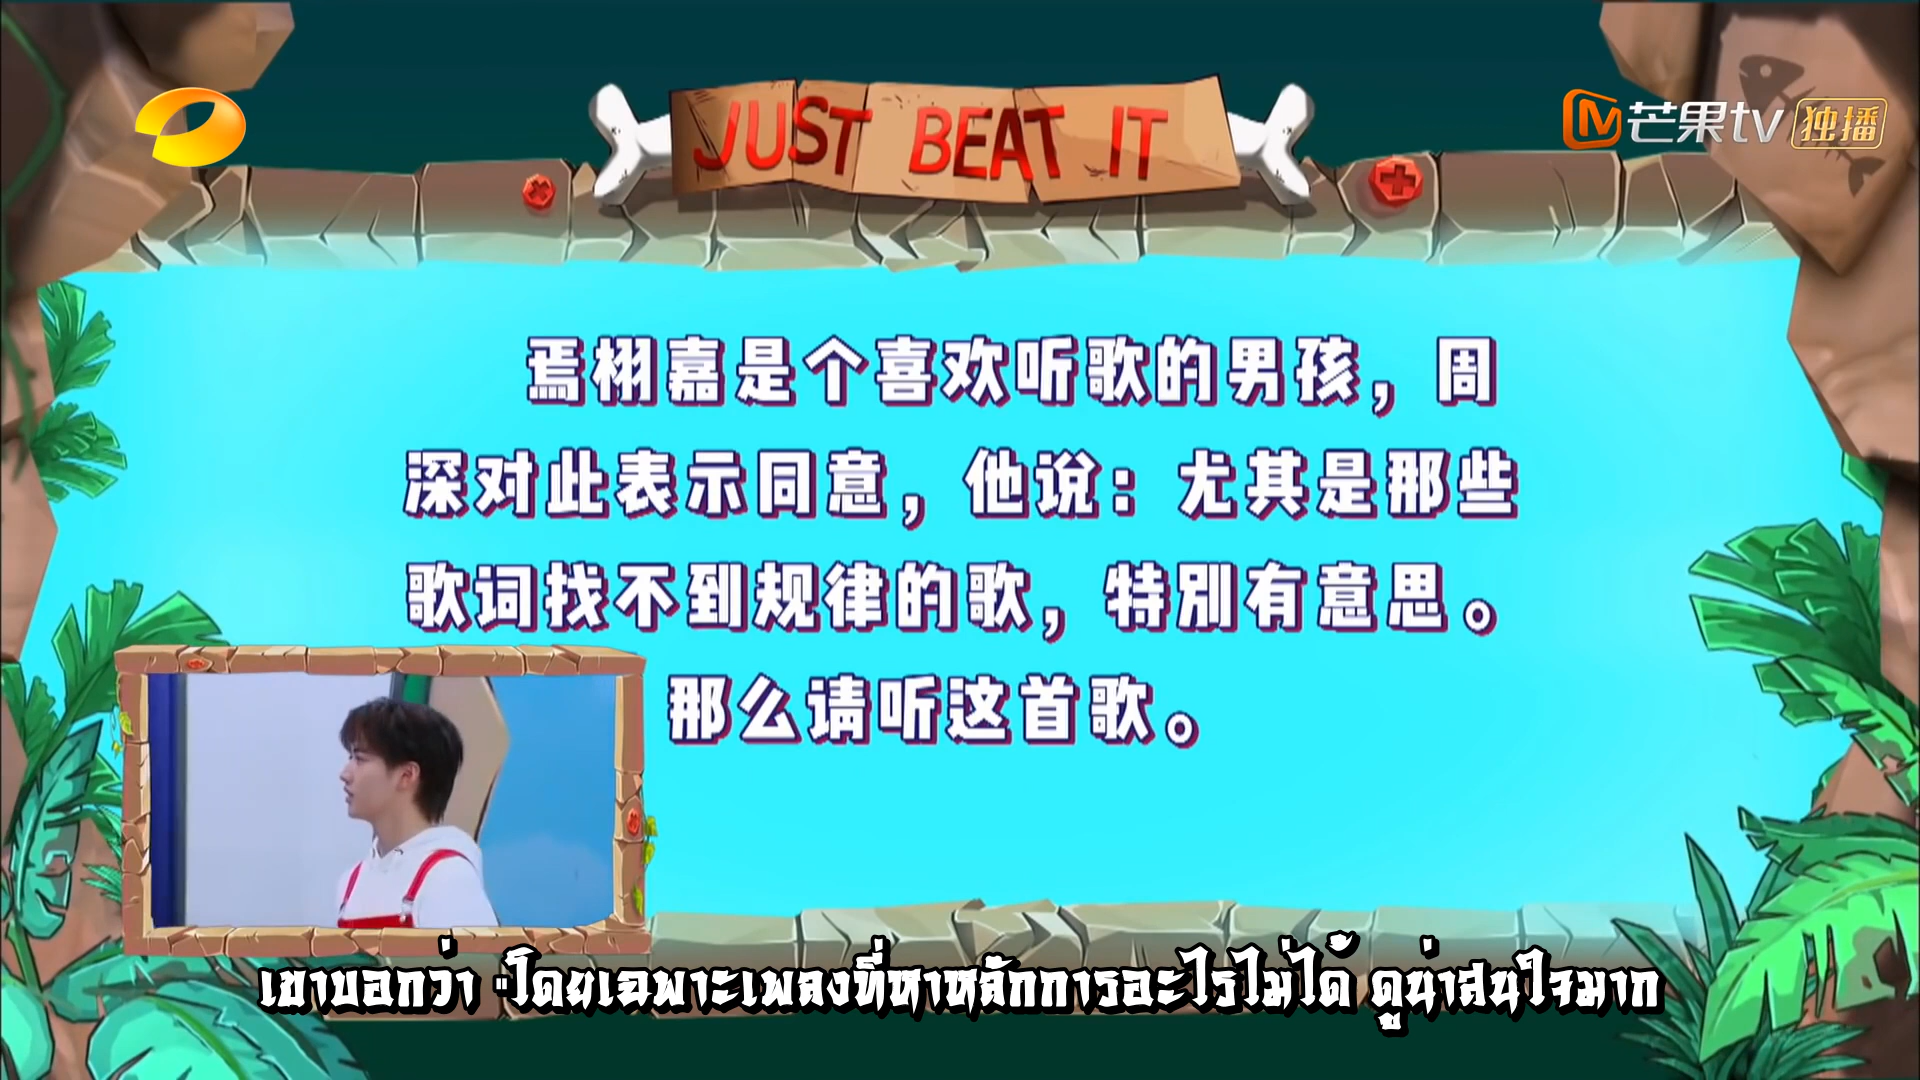 JUST BEAT IT
芒果tv 独播
焉栩嘉是个喜欢听歌的男孩，周
深对此表示同意，他说：尤其是那些
歌词找不到规律的歌，特别有意思。
那么请听这首歌。
เขาบอกว่า "โดยเฉพาะเพลงที่หาหลักการอะไรไม่ได้ ดูน่าสนใจมาก